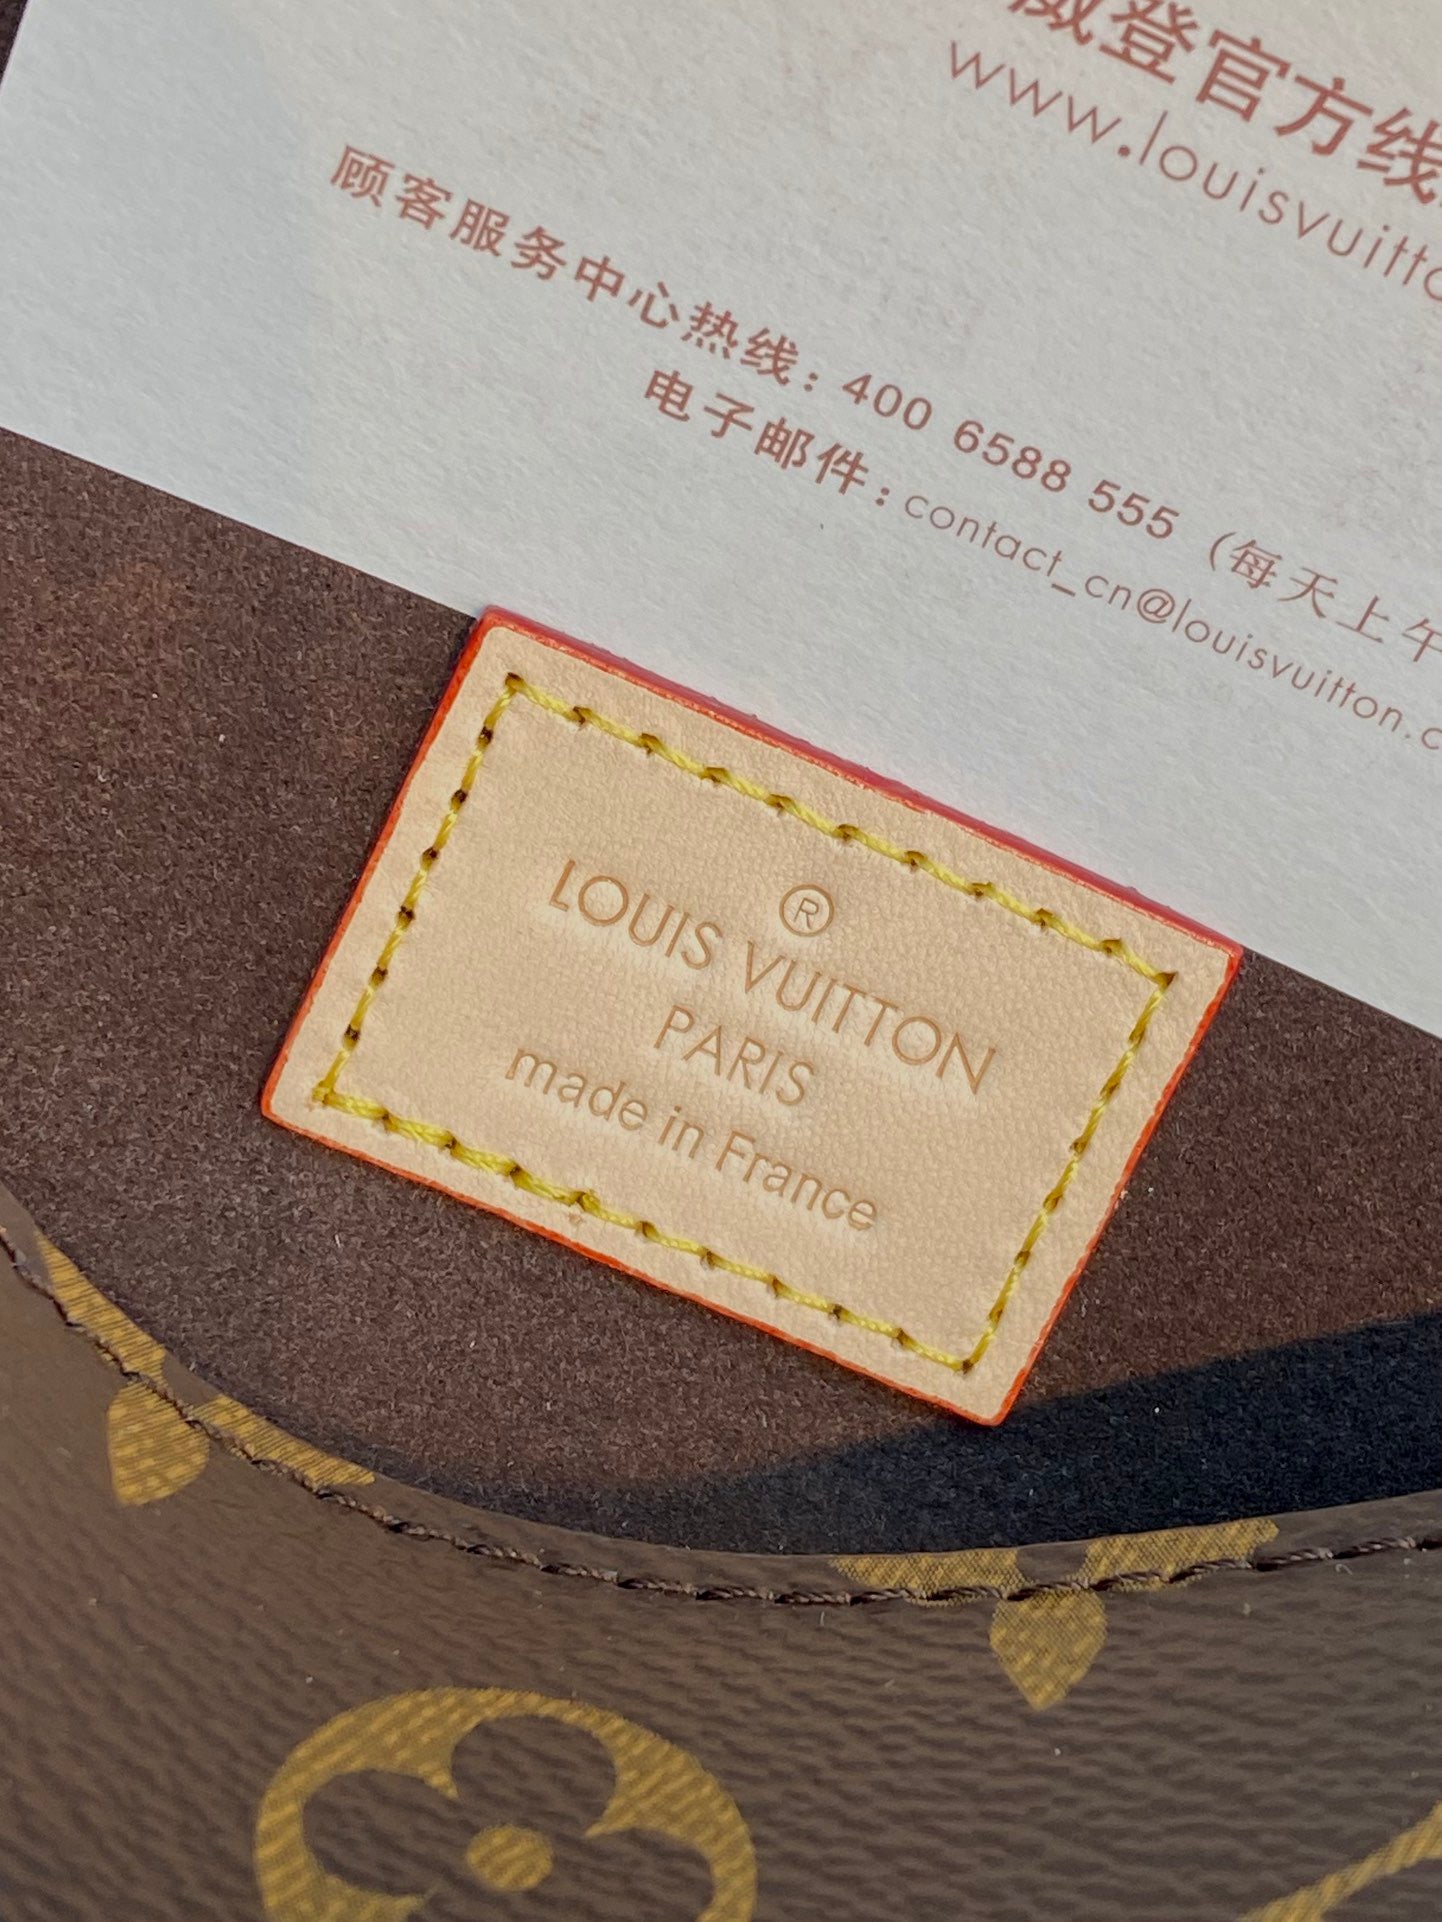 威登官方线
www.louisvuitto
顾客服务中心热线：400 6588 555（每天上午
电子邮件：contact_cn@louisvuitton.c
®
LOUIS VUITTON
PARIS
made in France